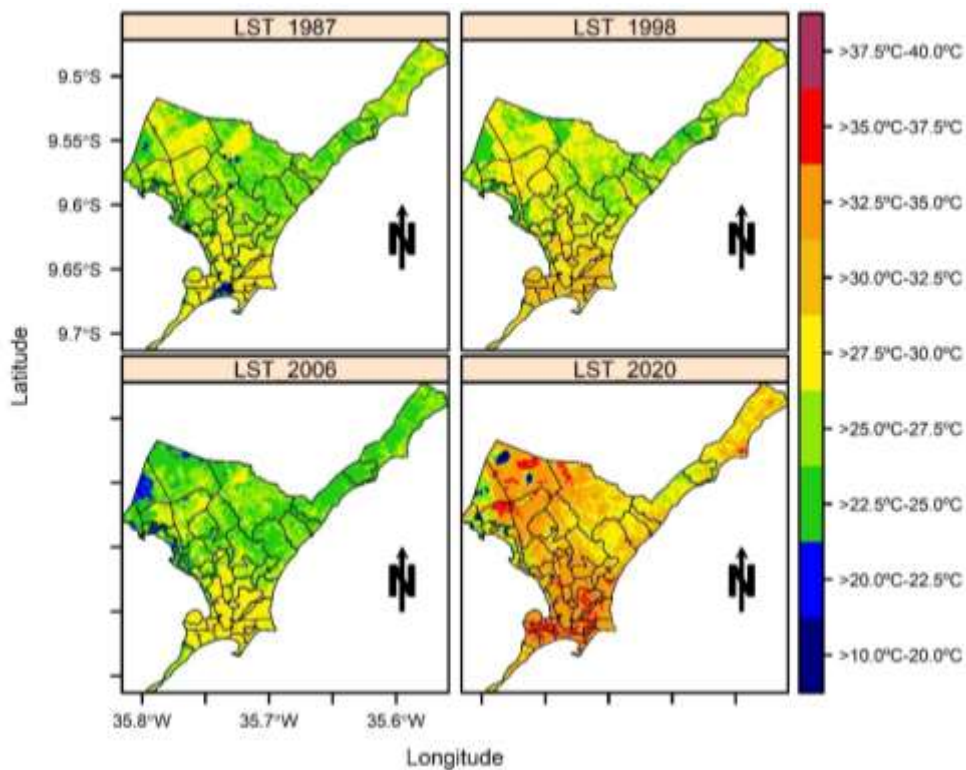 LST 1987
LST 1998
9.5°S
9.55°S
9.6°S
9.65°S
9.7°S
N
N
Latitude
LST 2006
LST 2020
N
N
35.8°W
35.7°W
35.6°W
Longitude
>37.5ºC-40.0ºC
>35.0ºC-37.5ºC
>32.5ºC-35.0ºC
>30.0ºC-32.5ºC
>27.5ºC-30.0ºC
>25.0ºC-27.5ºC
>22.5ºC-25.0ºC
>20.0ºC-22.5ºC
>10.0ºC-20.0ºC